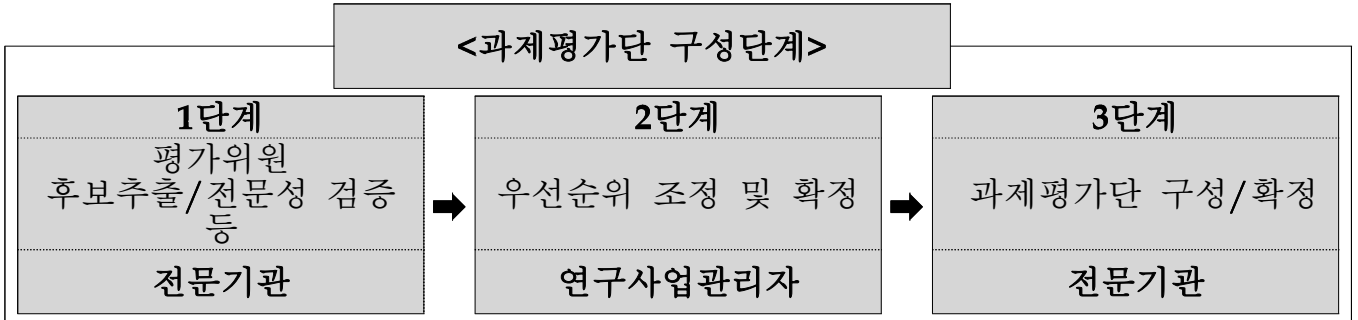 <과제평가단 구성단계>
1단계
평가위원
후보추출/전문성 검증
등
전문기관
2단계
우선순위 조정 및 확정
연구사업관리자
3단계
과제평가단 구성/확정
전문기관